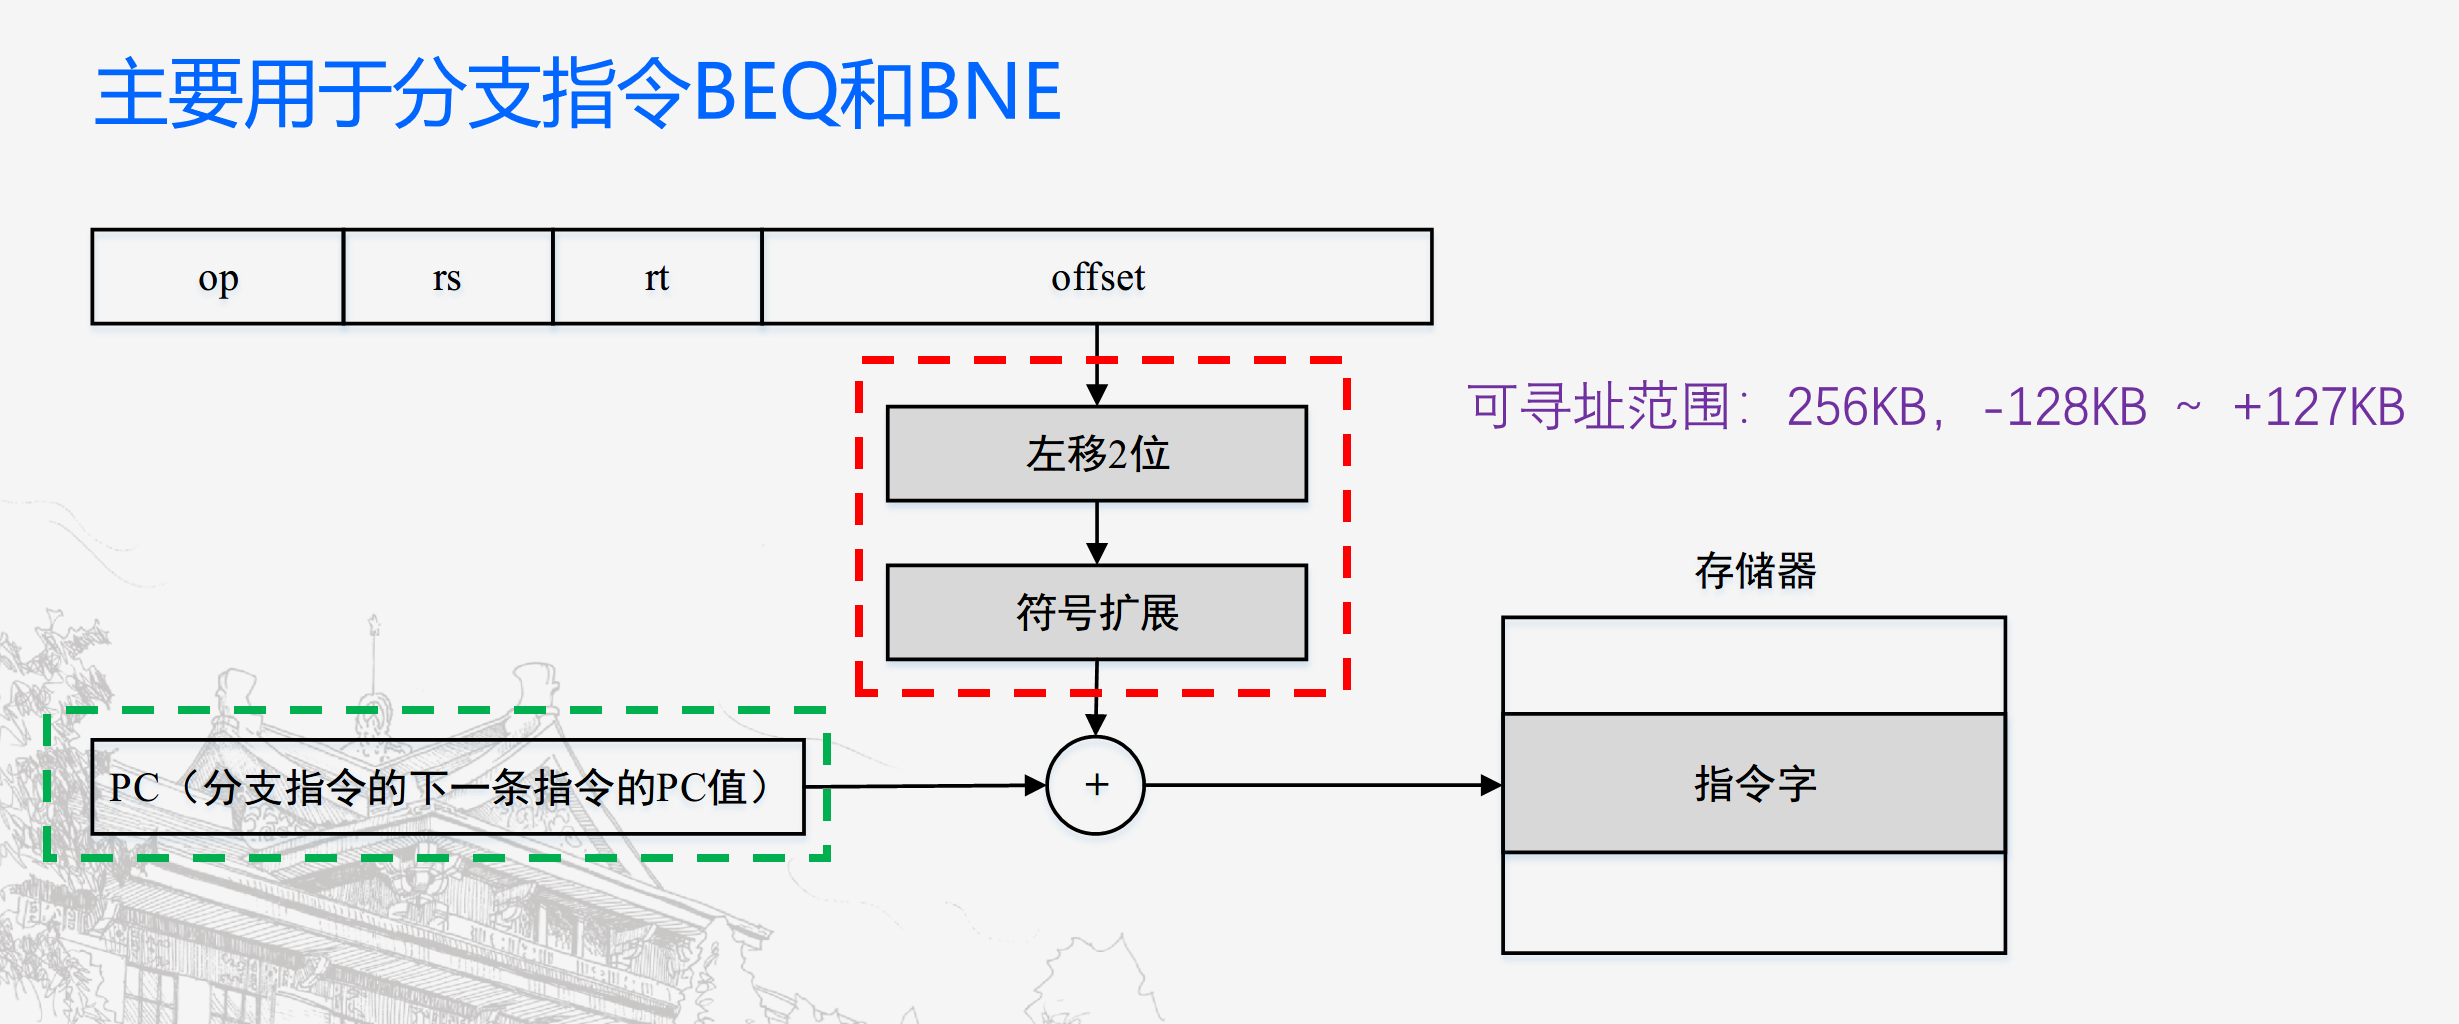 主要用于分支指令BEQ和BNE
op rs rt offset
可寻址范围：256KB，-128KB ~ +127KB
左移2位
符号扩展
存储器
PC（分支指令的下一条指令的PC值）
+
指令字